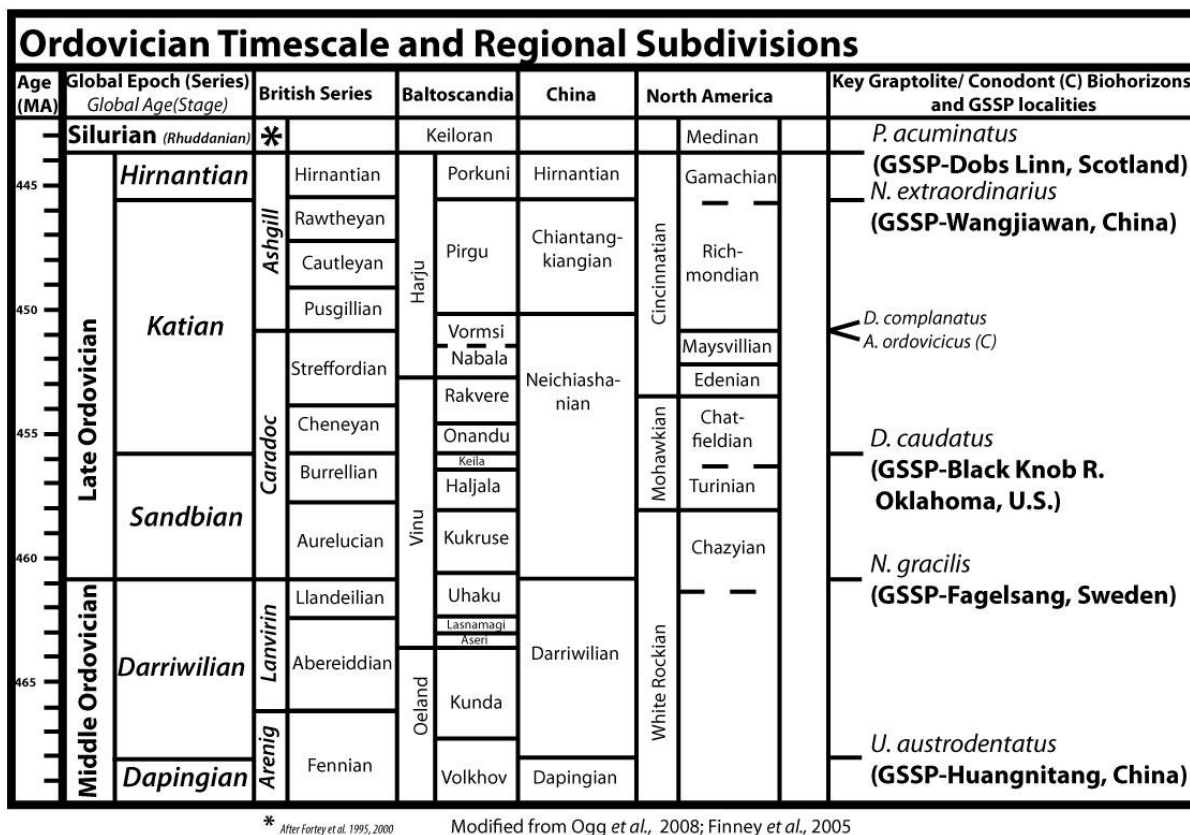 Ordovician Timescale and Regional Subdivisions
Age
(MA)
Global Epoch (Series)
Global Age(Stage)
British Series
Baltoscandia
China
North America
Key Graptolite/ Conodont (C) Biohorizons
and GSSP localities
Silurian (Rhuddanian)
*
Keiloran
Medinan
P. acuminatus
(GSSP-Dobs Linn, Scotland)
445
450
455
460
465
Late Ordovician
Middle Ordovician
Hirnantian
Katian
Sandbian
Darriwilian
Dapingian
Ashgill
Caradoc
Lanvirin
Arenig
Hirnantian
Rawtheyan
Cautleyan
Pusgillian
Streffordian
Cheneyan
Burrellian
Aurelucian
Llandeilian
Abereiddian
Fennian
Harju
Vinu
Oeland
Porkuni
Pirgu
Vormsi
Nabala
Rakvere
Onandu
Keila
Haljala
Kukruse
Uhaku
Lasnamagi
Aseri
Kunda
Volkhov
Hirnantian
Chiantang-
kiangian
Neichiasha-
nian
Darriwilian
Dapingian
Cincinnatian
Mohawkian
White Rockian
Gamachian
Rich-
mondian
Maysvillian
Edenian
Chat-
fieldian
Turinian
Chazyian
N. extraordinarius
(GSSP-Wangjiawan, China)
D. complanatus
A. ordovicicus (C)
D. caudatus
(GSSP-Black Knob R.
Oklahoma, U.S.)
N. gracilis
(GSSP-Fagelsang, Sweden)
U. austrodentatus
(GSSP-Huangnitang, China)
* After Fortey et al. 1995, 2000
Modified from Ogg et al., 2008; Finney et al., 2005